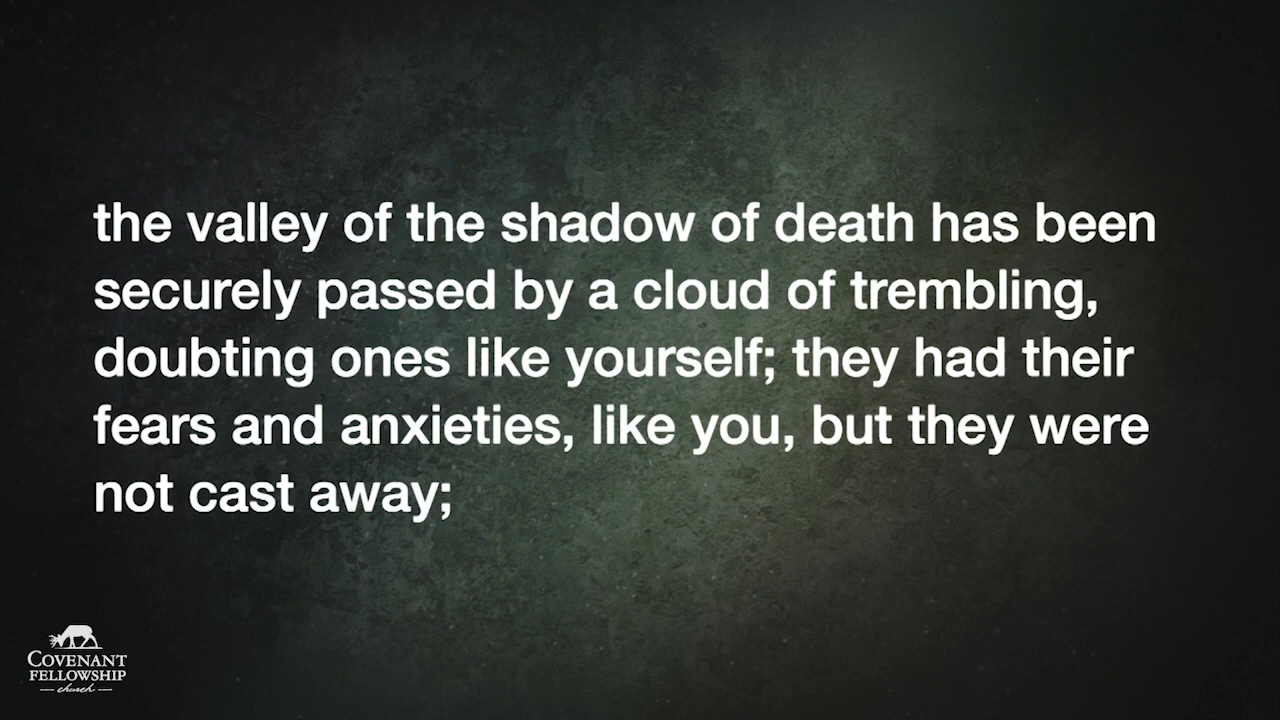 the valley of the shadow of death has been
securely passed by a cloud of trembling,
doubting ones like yourself; they had their
fears and anxieties, like you, but they were
not cast away;
COVENANT
FELLOWSHIP
church